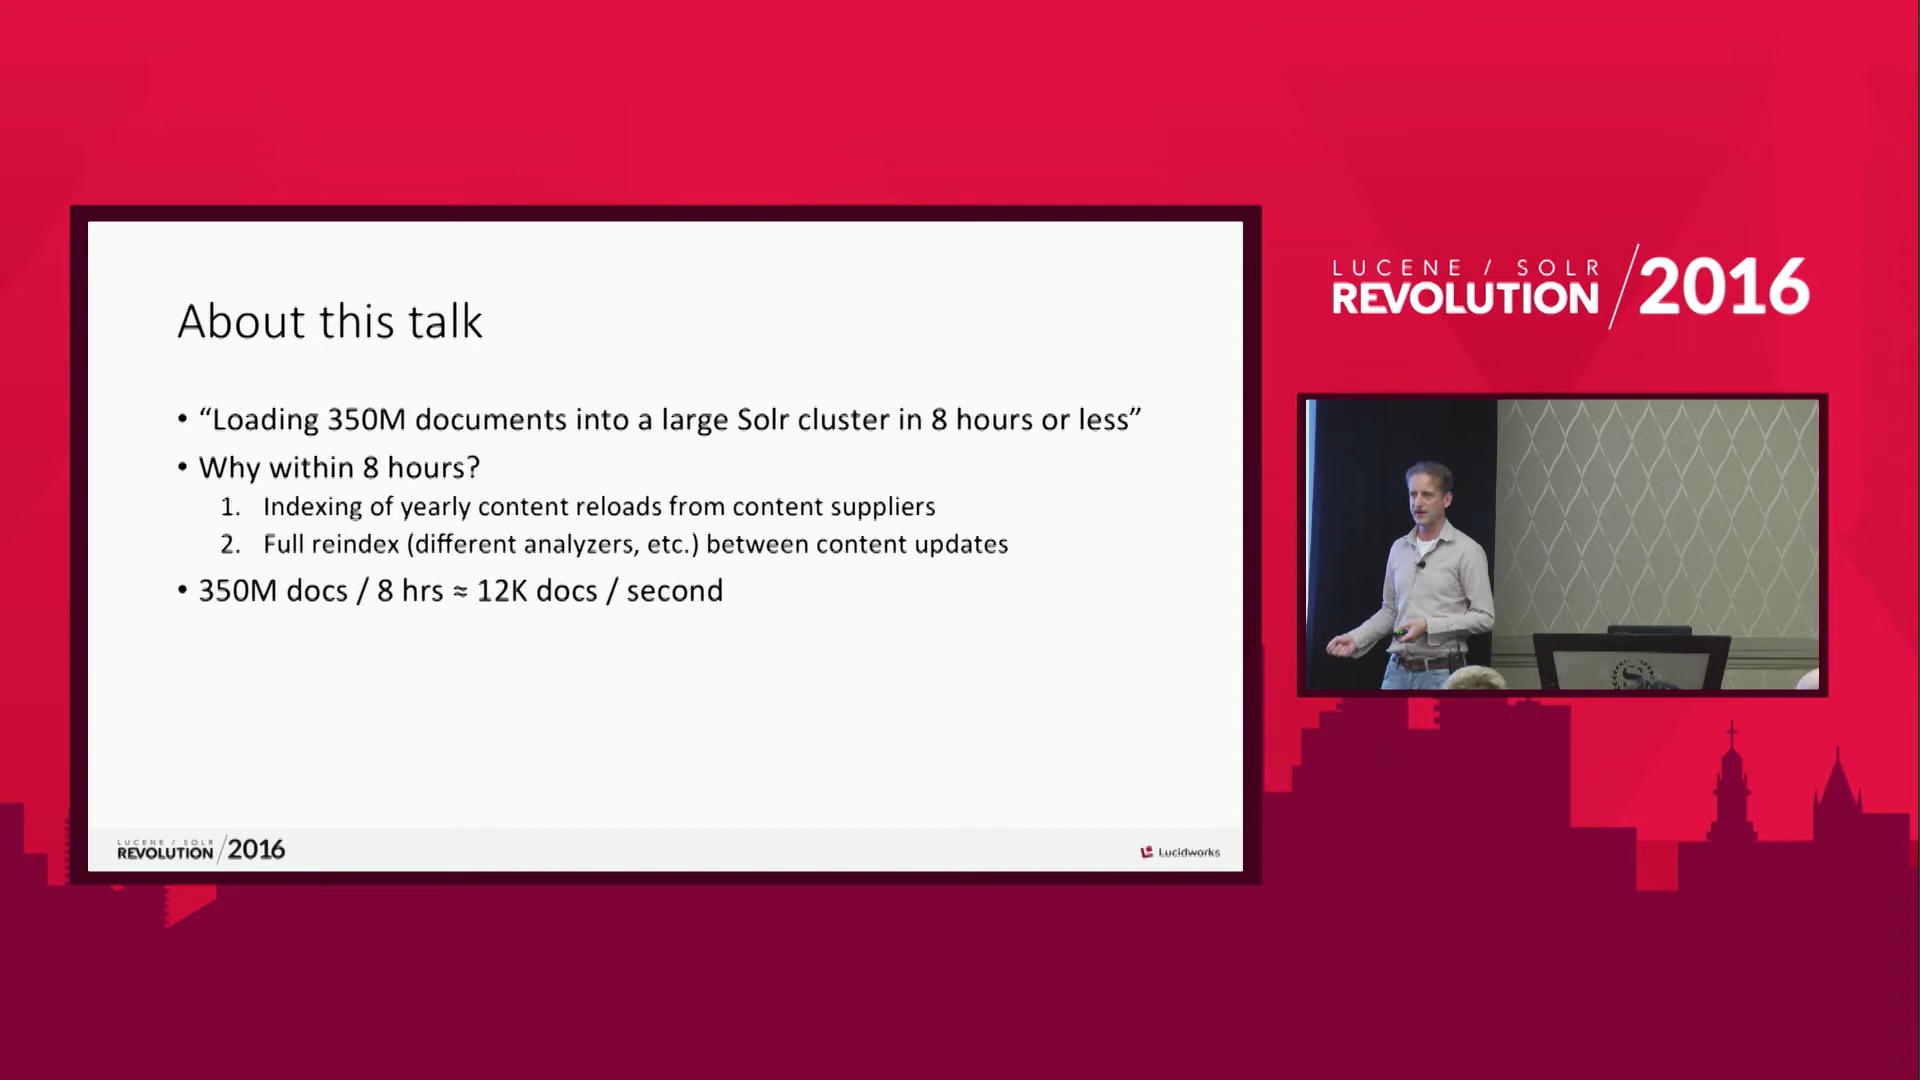 About this talk
• “Loading 350M documents into a large Solr cluster in 8 hours or less”
• Why within 8 hours?
1. Indexing of yearly content reloads from content suppliers
2. Full reindex (different analyzers, etc.) between content updates
• 350M docs / 8 hrs ≈ 12K docs / second
LUCENE / SOLR
REVOLUTION / 2016
Lucidworks
LUCENE / SOLR
REVOLUTION / 2016